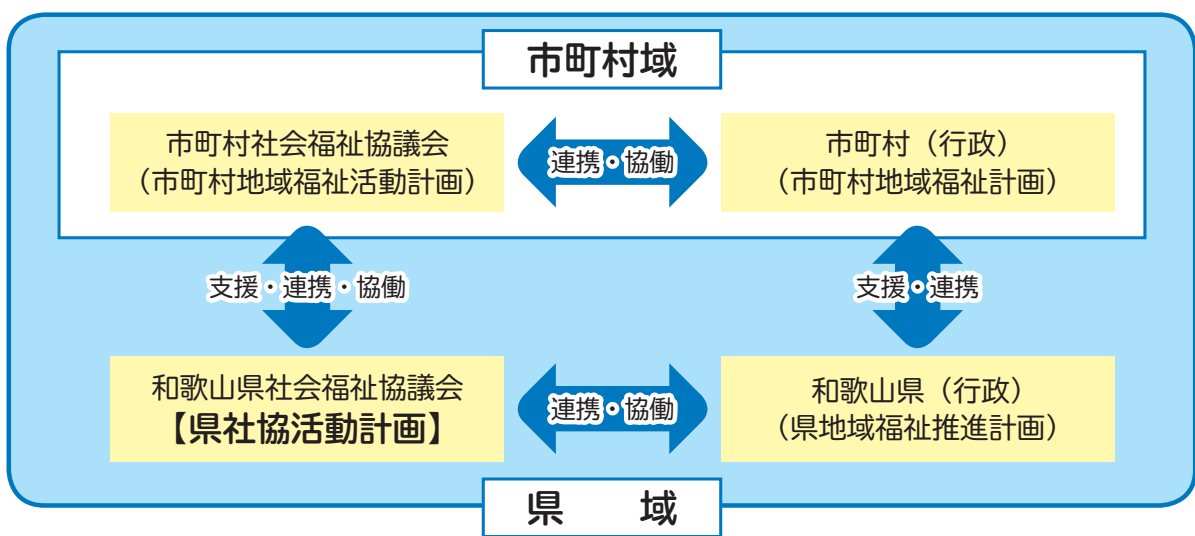 市町村域
市町村社会福祉協議会
（市町村地域福祉活動計画）
連携・協働
市町村（行政）
（市町村地域福祉計画）
支援・連携・協働
支援・連携
和歌山県社会福祉協議会
【県社協活動計画】
連携・協働
和歌山県（行政）
（県地域福祉推進計画）
県　域